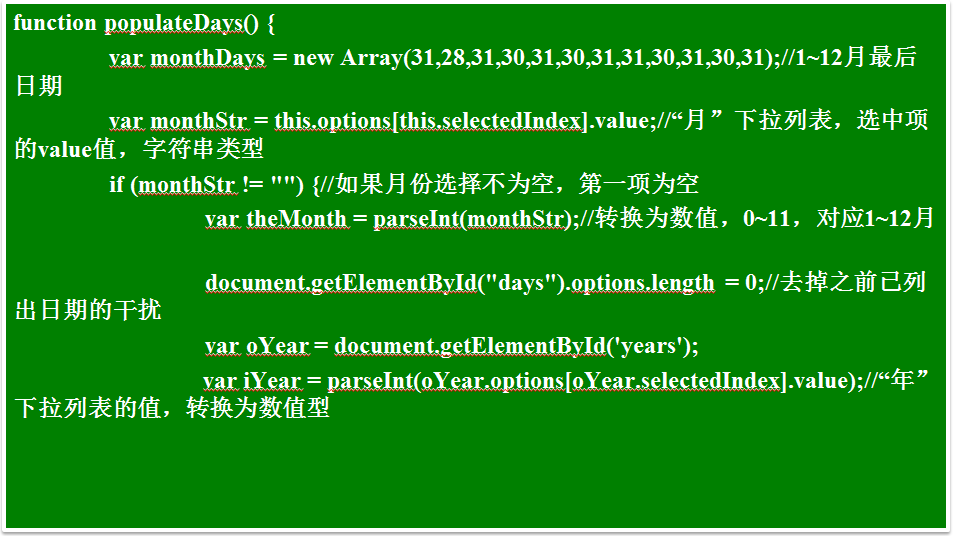 function populateDays() {
var monthDays = new Array(31,28,31,30,31,30,31,31,30,31,30,31);//1~12月最后
日期
var monthStr = this.options[this.selectedIndex].value;//“月”下拉列表，选中项
的value值，字符串类型
if (monthStr != "") {//如果月份选择不为空，第一项为空
var theMonth = parseInt(monthStr);//转换为数值，0~11，对应1~12月
document.getElementById("days").options.length = 0;//去掉之前已列
出日期的干扰
var oYear = document.getElementById('years');
var iYear = parseInt(oYear.options[oYear.selectedIndex].value);//“年”
下拉列表的值，转换为数值型